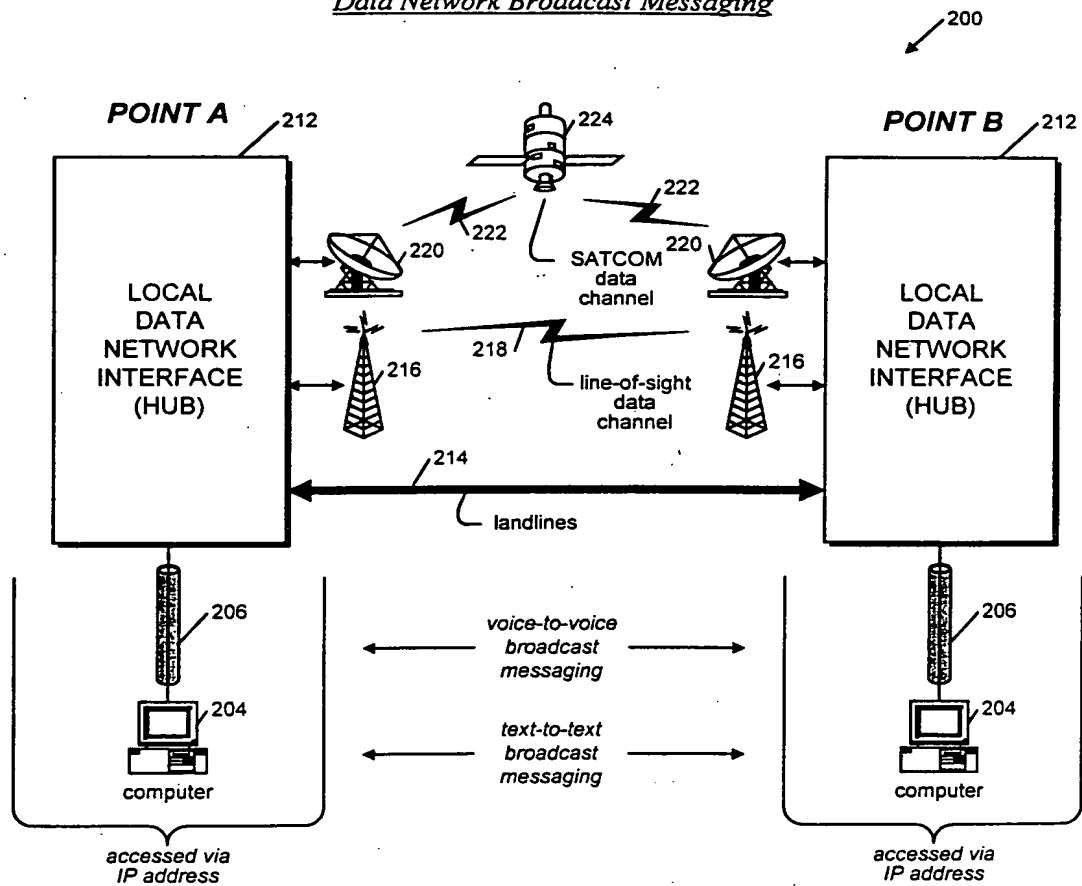 Data Network Broadcast Messaging
200
POINT A
212
224
POINT B
212
222
222
220
SATCOM
data
channel
220
LOCAL
DATA
NETWORK
INTERFACE
(HUB)
LOCAL
DATA
NETWORK
INTERFACE
(HUB)
218
216
line-of-sight
data
channel
216
214
landlines
206
voice-to-voice
broadcast
messaging
206
204
text-to-text
broadcast
messaging
204
computer
computer
accessed via
IP address
accessed via
IP address